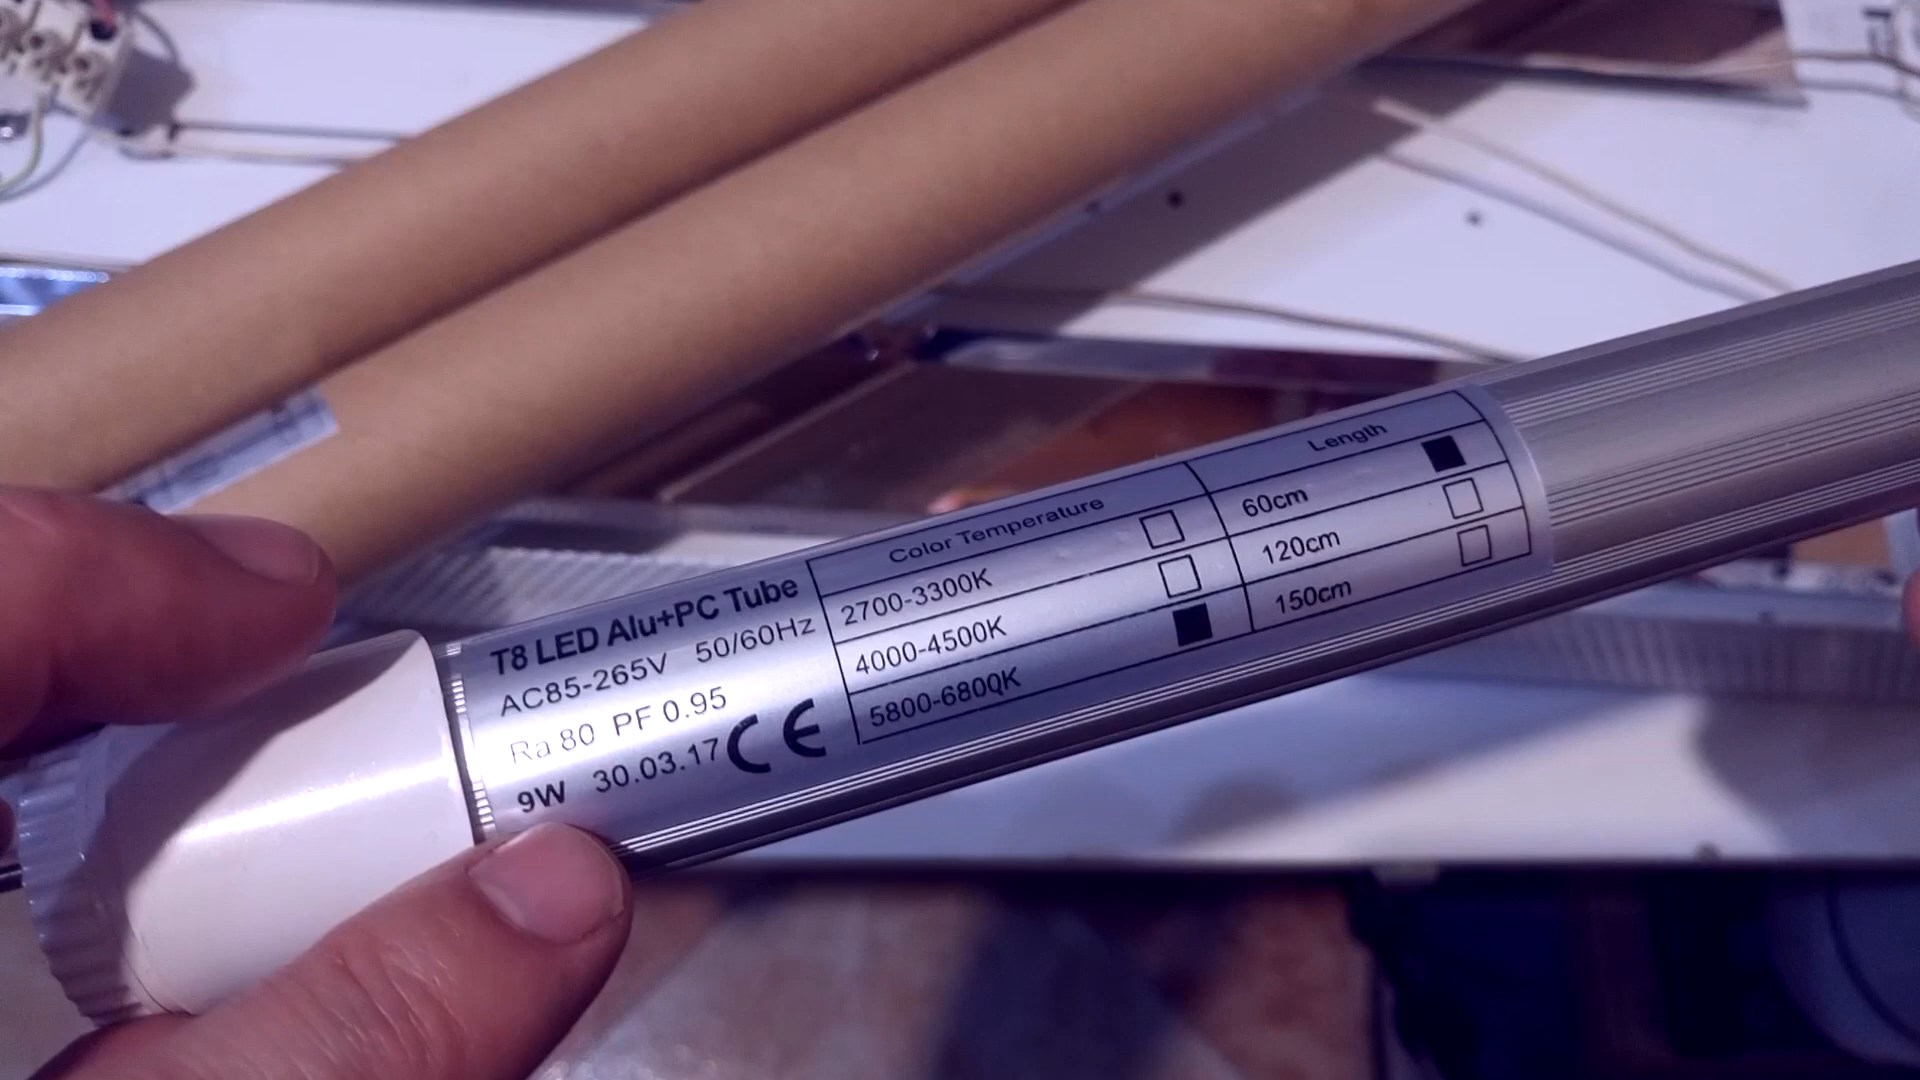 T8 LED Alu+PC Tube
AC85-265V 50/60Hz
Ra 80 PF 0.95
9W 30.03.17 CE
Color Temperature
2700-3300K
4000-4500K
5800-6800K
Length
60cm
120cm
150cm